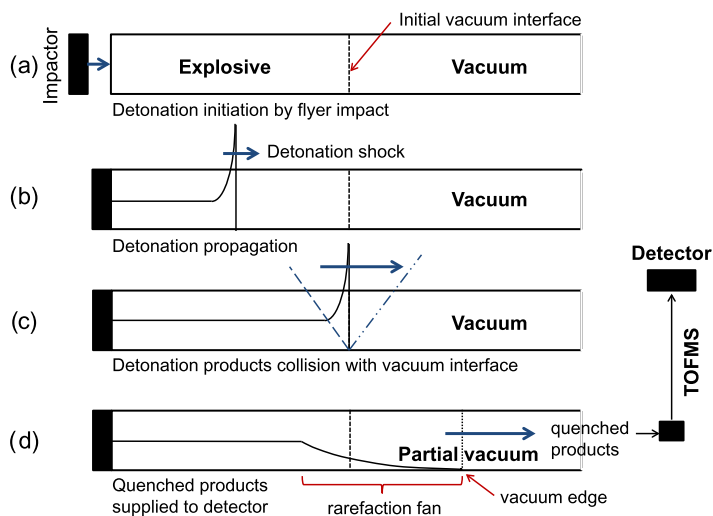 Initial vacuum interface
(a)
Impactor
Explosive
Vacuum
Detonation initiation by flyer impact
Detonation shock
(b)
Vacuum
Detonation propagation
Detector
(c)
Vacuum
Detonation products collision with vacuum interface
TOFMS
(d)
Partial vacuum
quenched
products
Quenched products
supplied to detector
rarefaction fan
vacuum edge